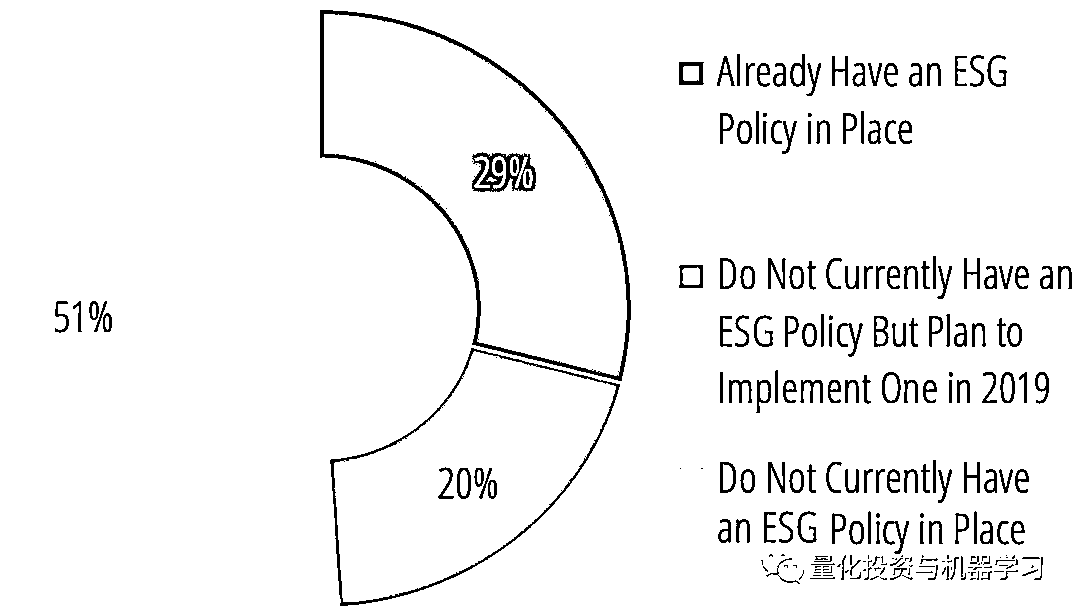 29%
51%
20%
Already Have an ESG
Policy in Place
Do Not Currently Have an
ESG Policy But Plan to
Implement One in 2019
Do Not Currently Have
an ESG Policy in Place
量化投资与机器学习